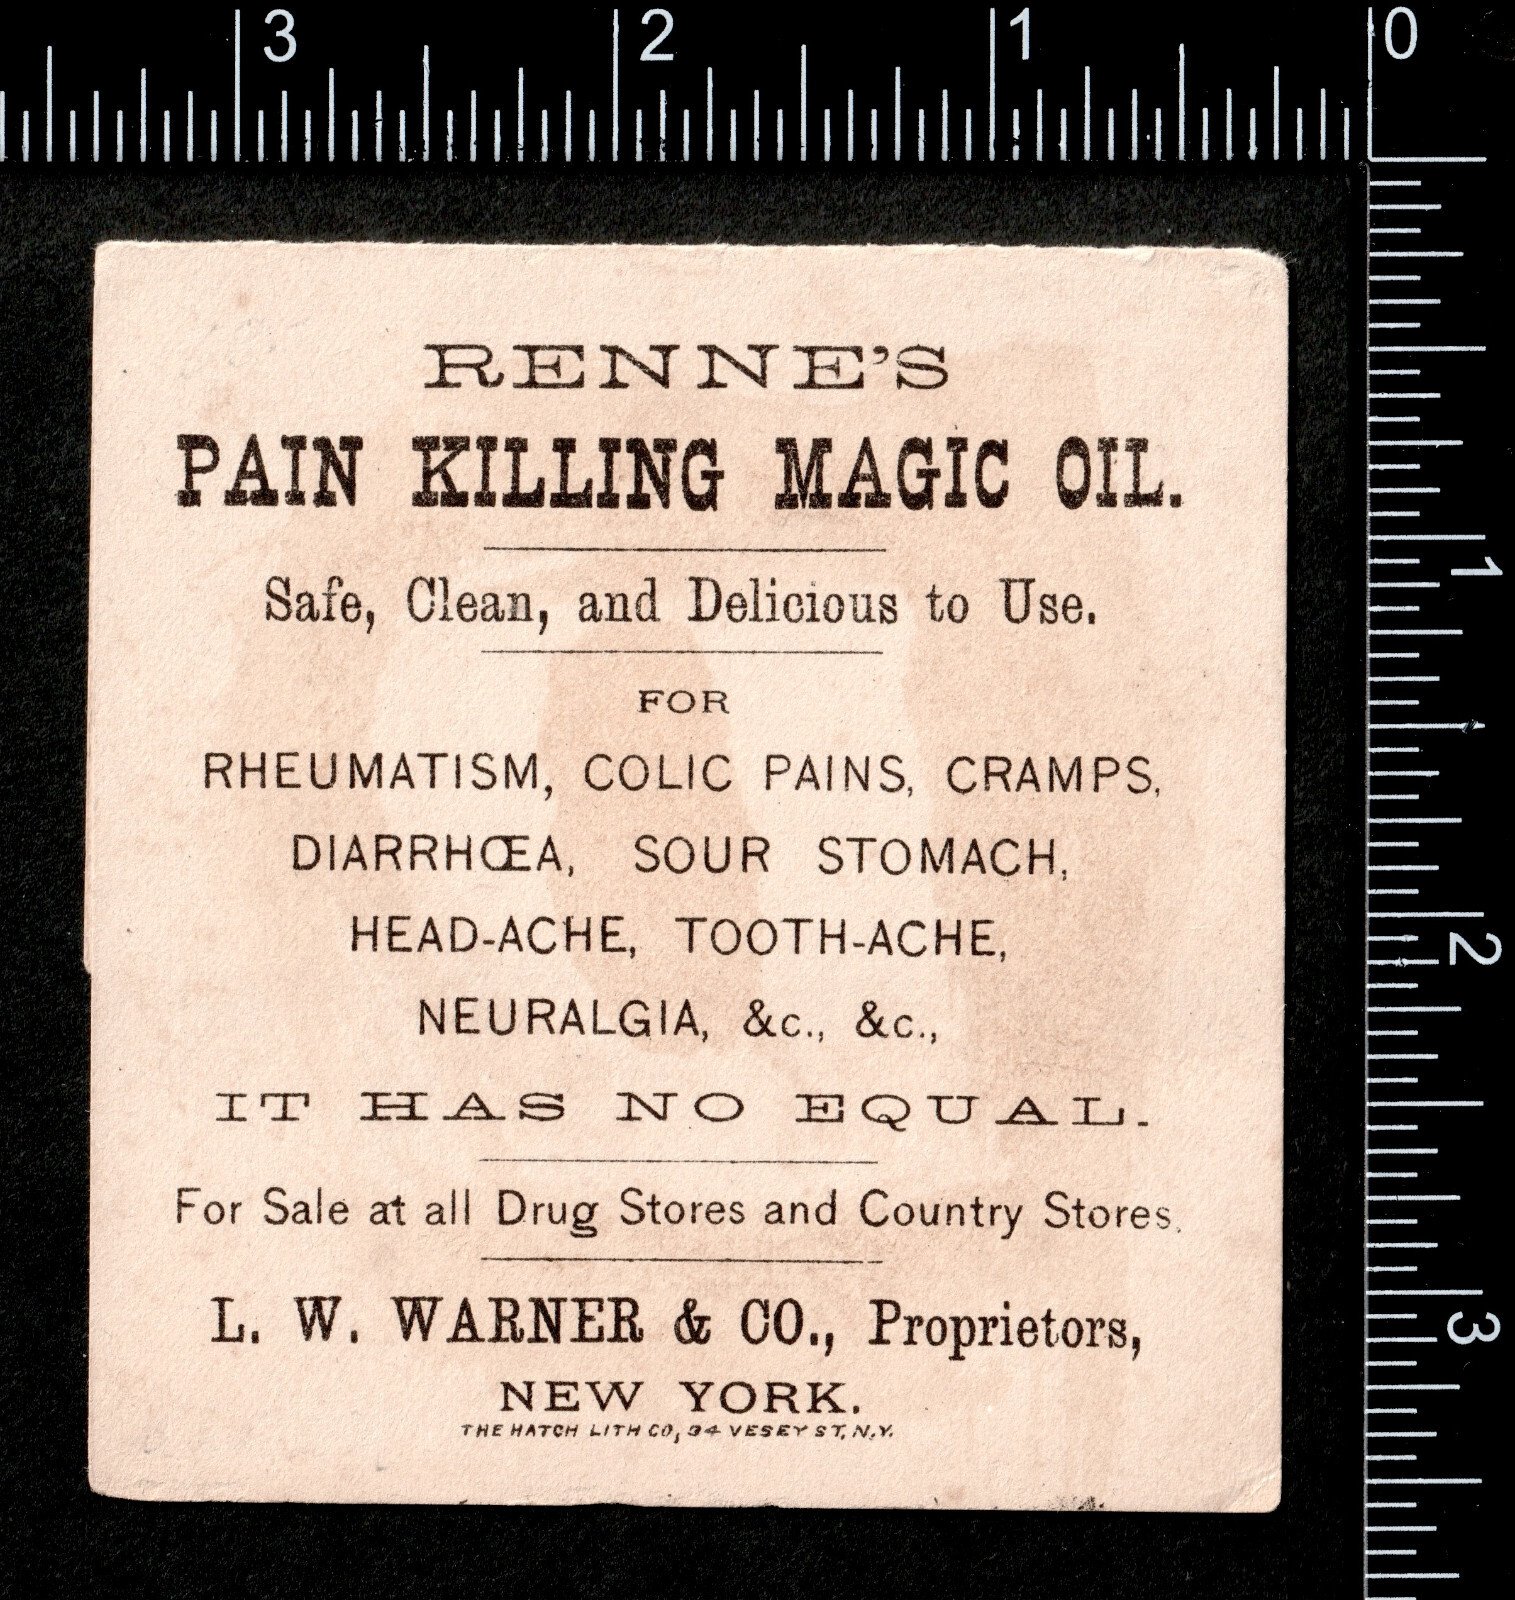 3 2 1 0
RENNE'S
PAIN KILLING MAGIC OIL.
Safe, Clean, and Delicious to Use.
FOR
RHEUMATISM, COLIC PAINS, CRAMPS,
DIARRHŒA, SOUR STOMACH,
HEAD-ACHE, TOOTH-ACHE,
NEURALGIA, &c., &c.,
IT HAS NO EQUAL.
For Sale at all Drug Stores and Country Stores.
L. W. WARNER & CO., Proprietors,
NEW YORK.
THE HATCH LITH CO, 34 VESEY ST, N.Y.
1
2
3